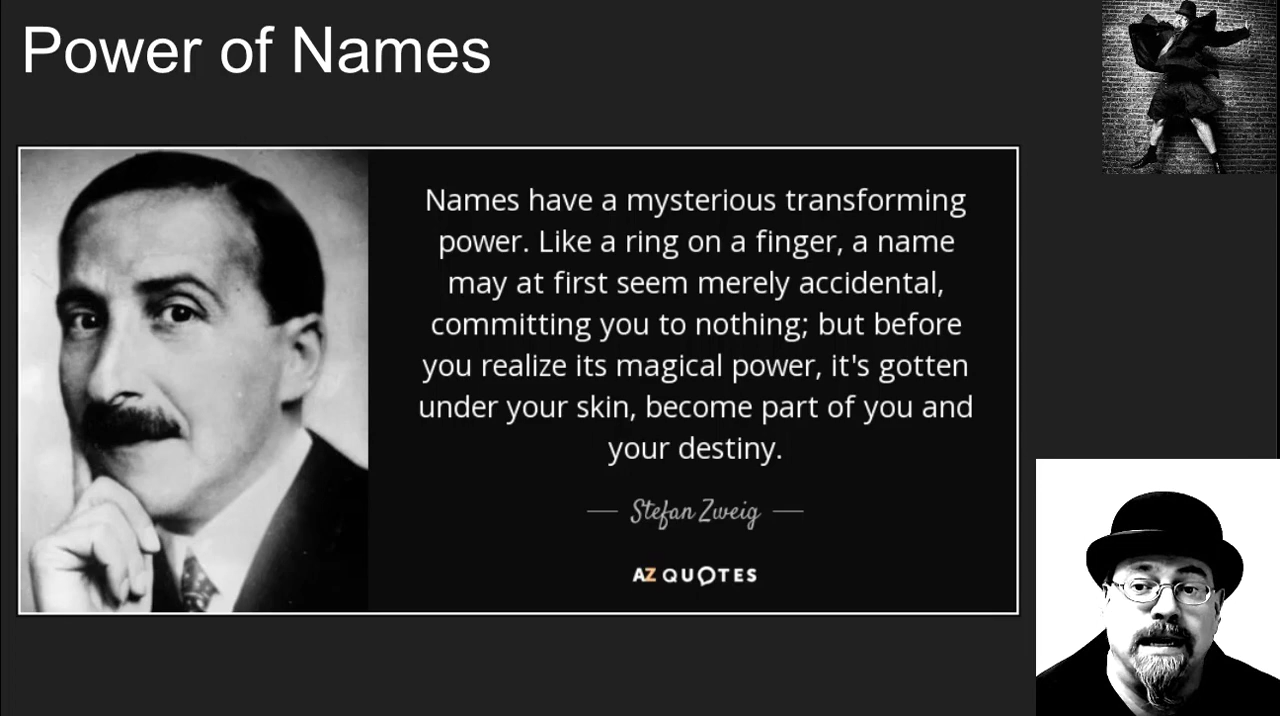 Power of Names
Names have a mysterious transforming
power. Like a ring on a finger, a name
may at first seem merely accidental,
committing you to nothing; but before
you realize its magical power, it's gotten
under your skin, become part of you and
your destiny.
Stefan Zweig
AZ QUOTES